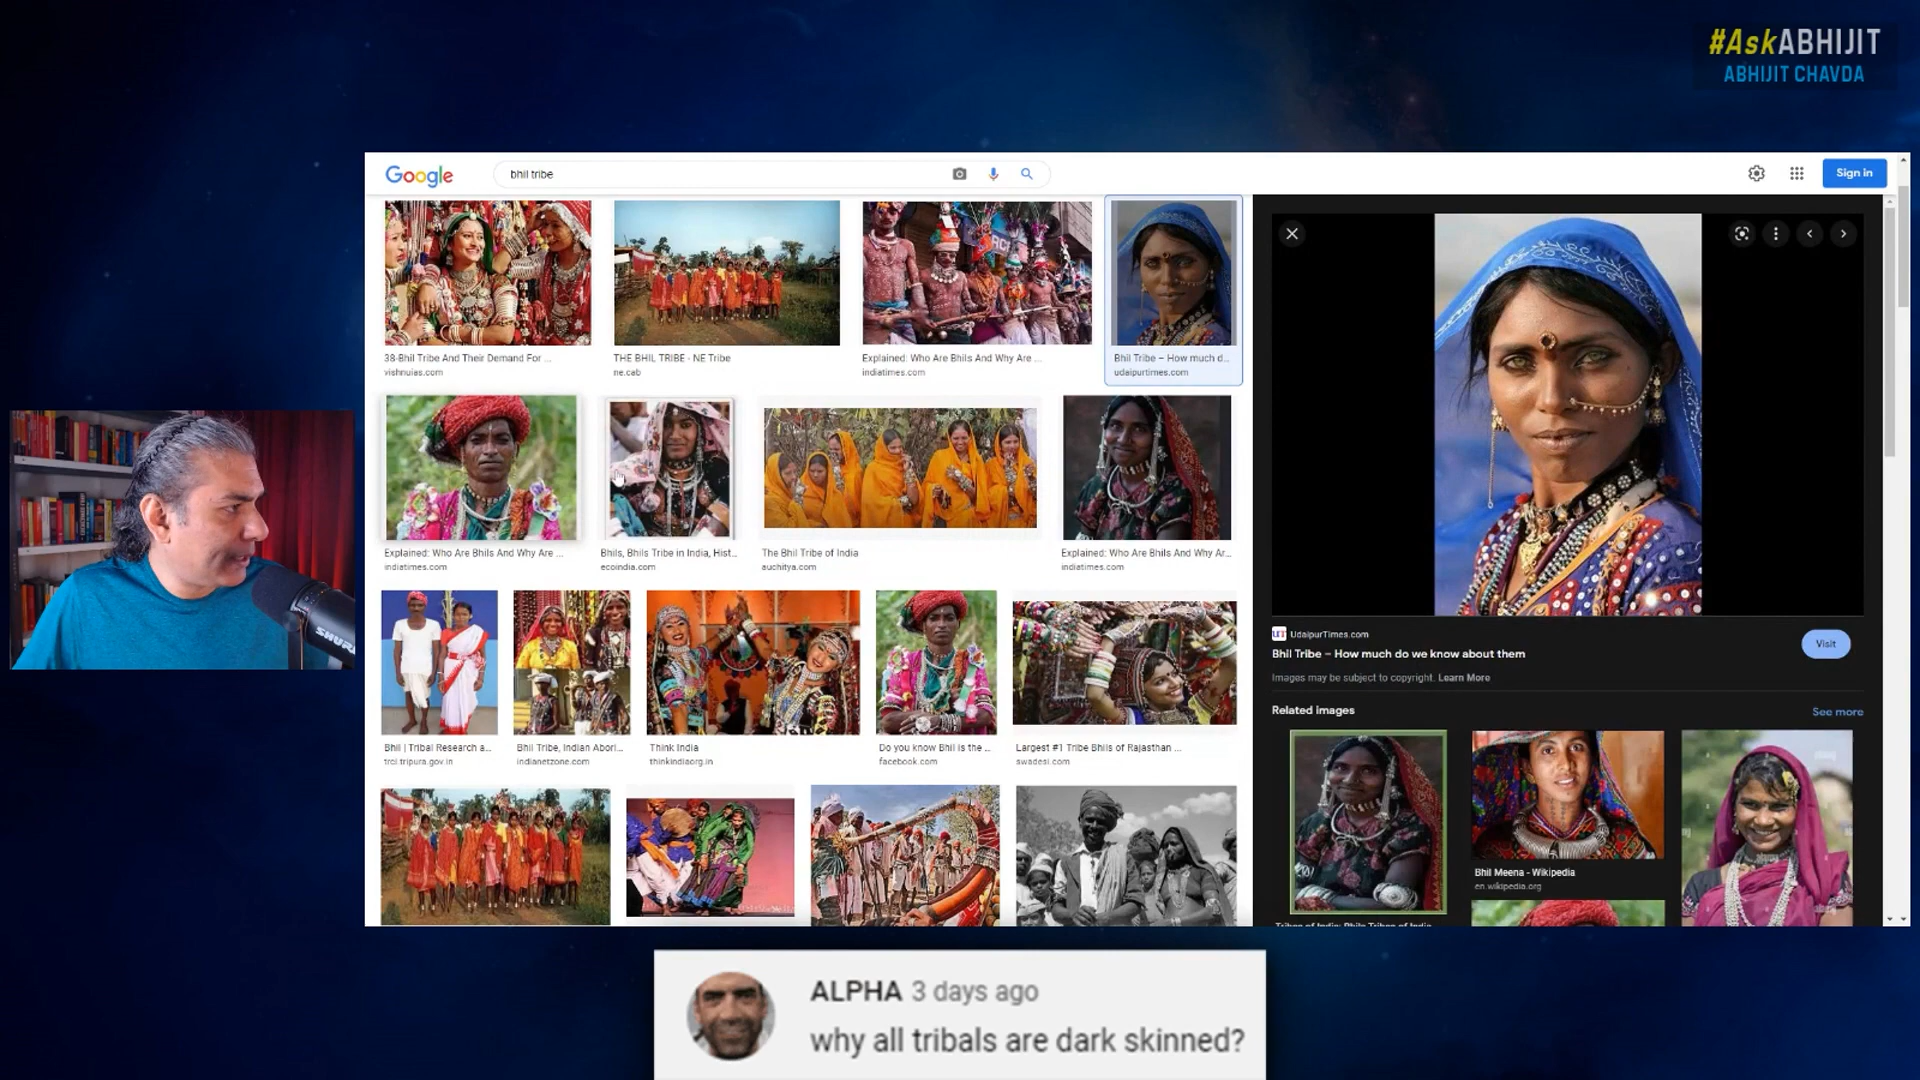 #AskABHIJIT
ABHIJIT CHAVDA
Google
bhil tribe
Sign in
38-Bhil Tribe And Their Demand For ...
vishnuias.com
THE BHIL TRIBE - NE Tribe
ne.cab
Explained: Who Are Bhils And Why Are ...
indiatimes.com
Bhil Tribe – How much d...
udaipurtimes.com
Explained: Who Are Bhils And Why Are ...
indiatimes.com
Bhils, Bhils Tribe in India, Hist...
ecoindia.com
The Bhil Tribe of India
auchitya.com
Explained: Who Are Bhils And Why Ar...
indiatimes.com
SHURE
Bhil | Tribal Research a...
trci.tripura.gov.in
Bhil Tribe, Indian Abori...
indianetzone.com
Think India
thinkindiaorg.in
Do you know Bhil is the ...
facebook.com
Largest #1 Tribe Bhils of Rajasthan ...
swadesi.com
UT UdaipurTimes.com
Bhil Tribe – How much do we know about them
Visit
Images may be subject to copyright. Learn More
Related images
See more
Bhil Meena - Wikipedia
en.wikipedia.org
ALPHA 3 days ago
why all tribals are dark skinned?